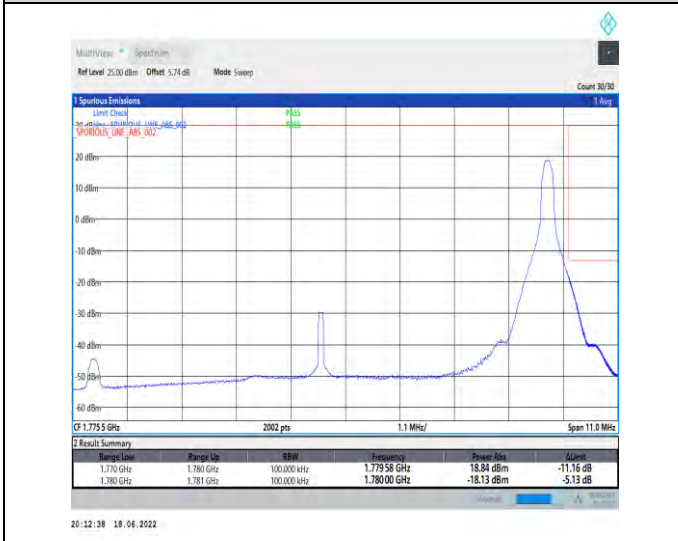 MultiView Spectrum
Ref Level 25.00 dBm Offset 5.74 dB Mode Sweep
Count 30/30
1 Spurious Emissions 1 Avg
Limit Check PASS
PASS
_SPURIOUS_LINE_ABS_002
20 dBm
10 dBm
0 dBm
-10 dBm
-20 dBm
-30 dBm
-40 dBm
-50 dBm
-60 dBm
CF 1.775 5 GHz 2002 pts 1.1 MHz/ Span 11.0 MHz
2 Result Summary
Range Low Range Up RBW Frequency Power Abs ΔLimit
1.770 GHz 1.780 GHz 100.000 kHz 1.779 58 GHz 18.84 dBm -11.16 dB
1.780 GHz 1.781 GHz 100.000 kHz 1.780 00 GHz -18.13 dBm -5.13 dB
20:12:38 18.06.2022